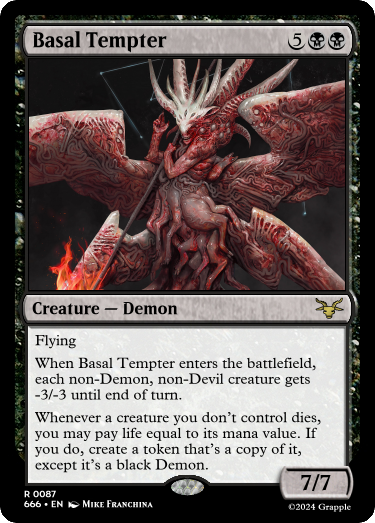 Basal Tempter 5
Creature — Demon
Flying
When Basal Tempter enters the battlefield,
each non-Demon, non-Devil creature gets
-3/-3 until end of turn.
Whenever a creature you don't control dies,
you may pay life equal to its mana value. If
you do, create a token that's a copy of it,
except it's a black Demon.
7/7
R 0087
666 • EN Mike Franchina
©2024 Grapple